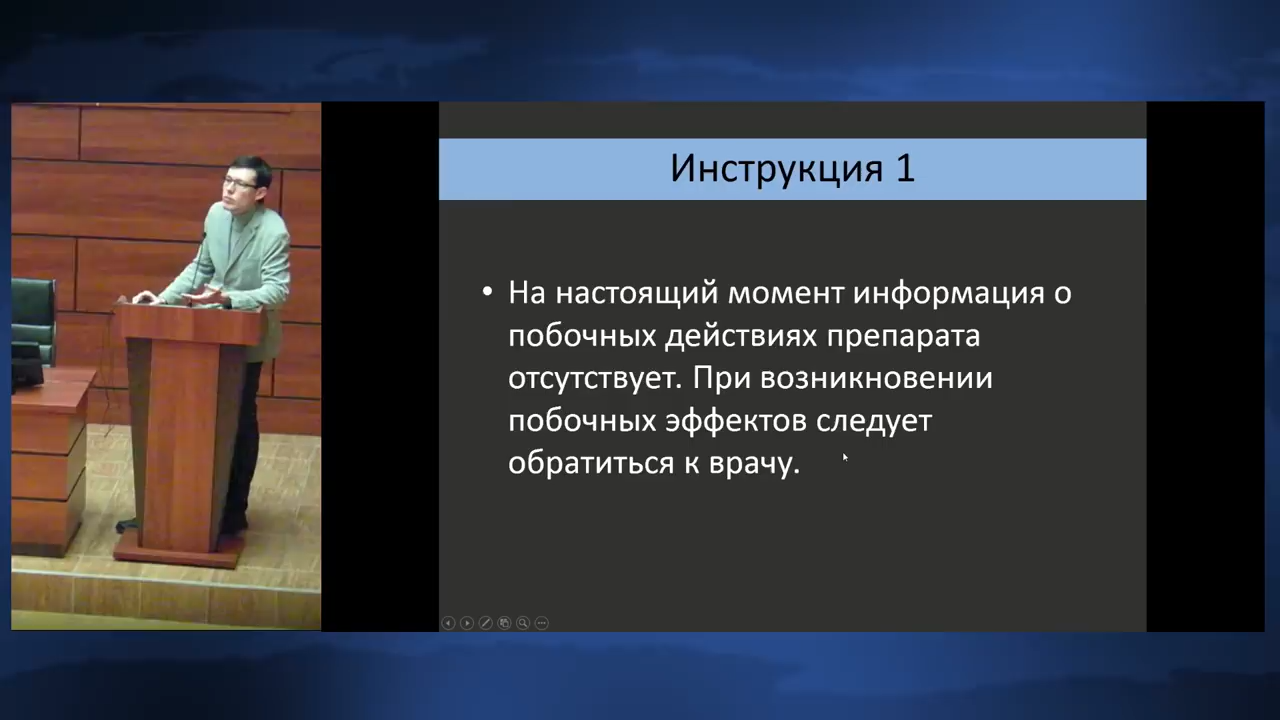 Инструкция 1
• На настоящий момент информация о
побочных действиях препарата
отсутствует. При возникновении
побочных эффектов следует
обратиться к врачу.